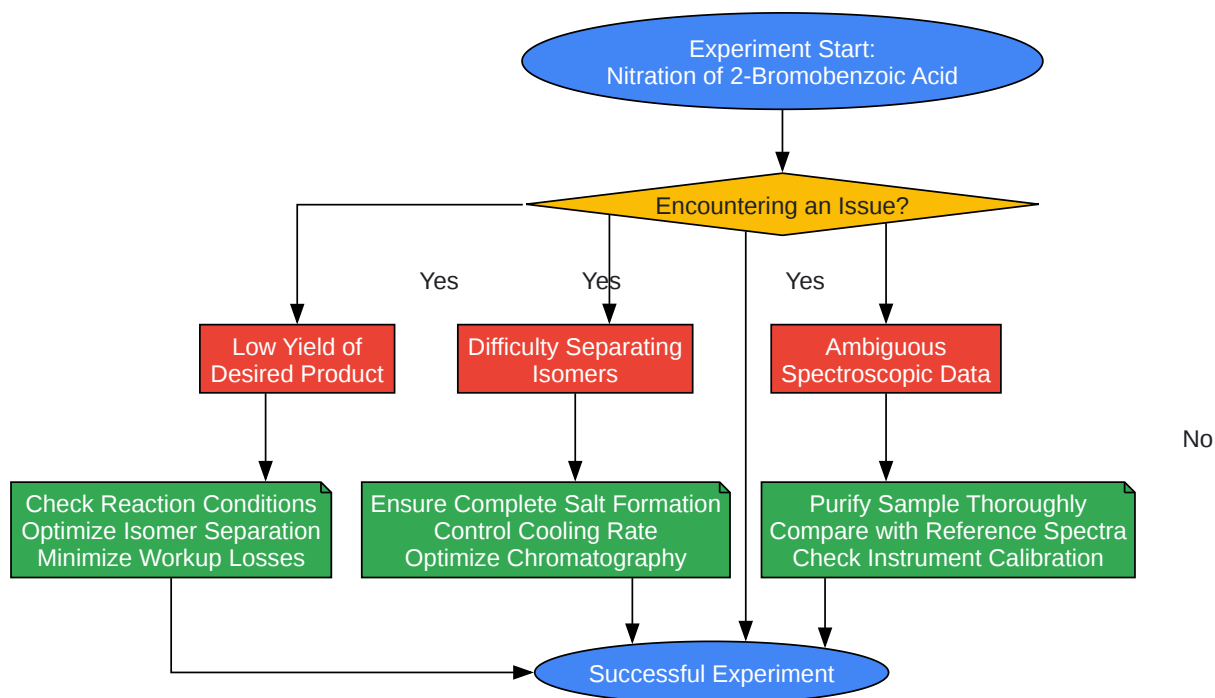 Experiment Start:
Nitration of 2-Bromobenzoic Acid
Encountering an Issue?
Yes
Yes
Yes
Low Yield of
Desired Product
Difficulty Separating
Isomers
Ambiguous
Spectroscopic Data
No
Check Reaction Conditions
Optimize Isomer Separation
Minimize Workup Losses
Ensure Complete Salt Formation
Control Cooling Rate
Optimize Chromatography
Purify Sample Thoroughly
Compare with Reference Spectra
Check Instrument Calibration
Successful Experiment